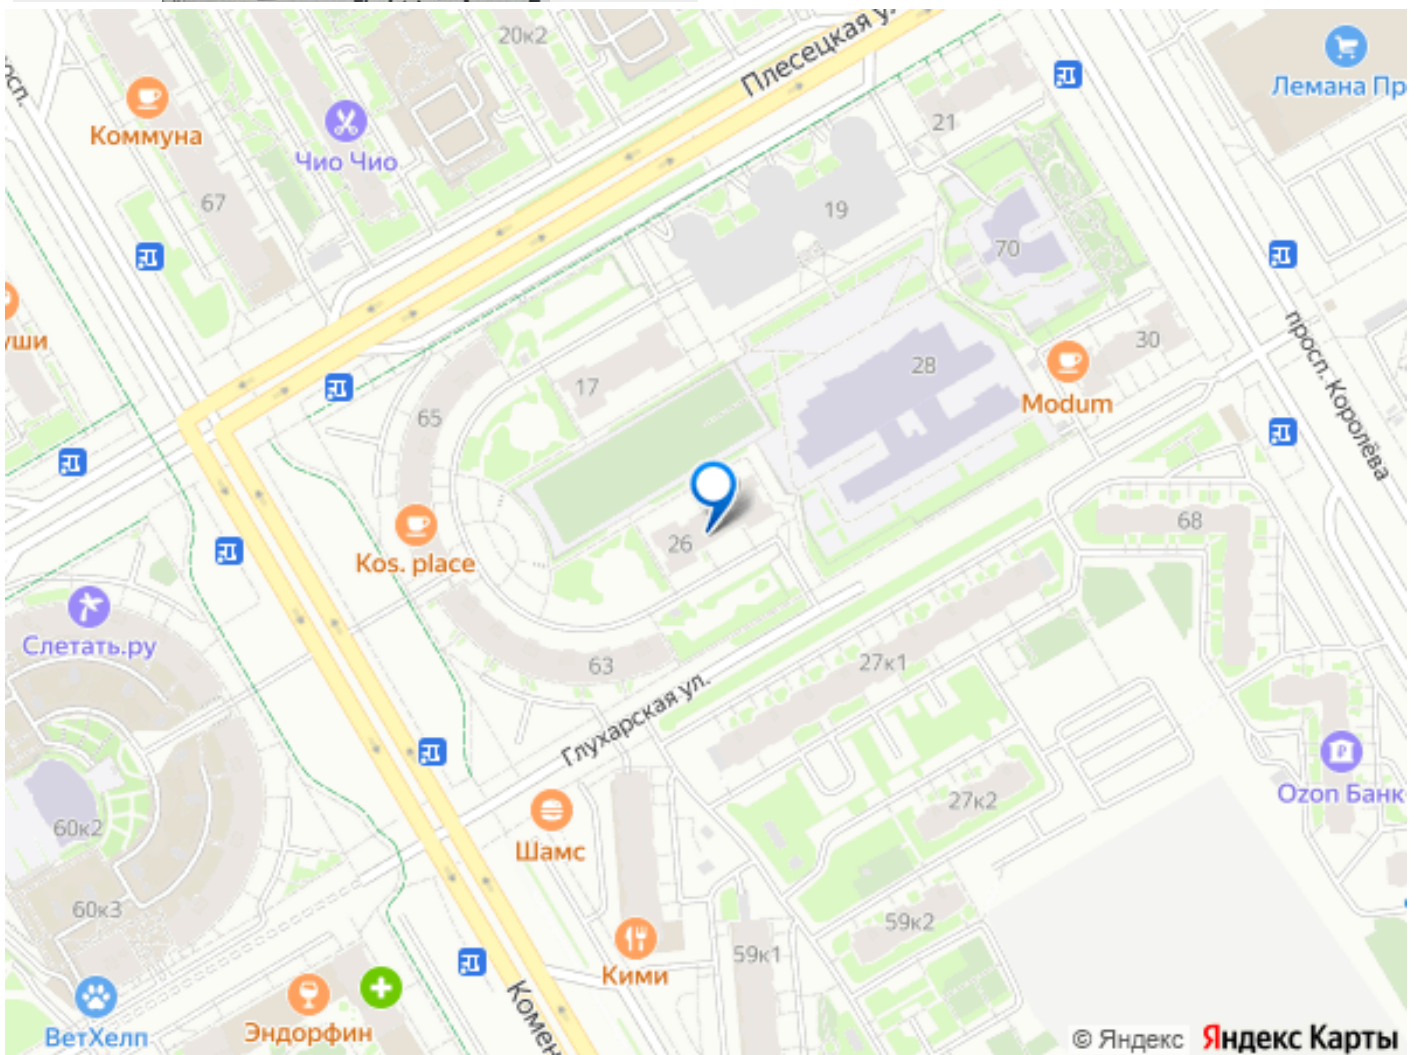 20к2
Плесецкая у
Лемана Пр
просп.
Коммуна
Чио Чио
21
67
19
70
уши
28
30
17
65
Modum
просп. Королёва
26
68
Kos. place
Слетать.ру
63
27к1
Глухарская ул.
Ozon Банк
27к2
60к2
Шамс
60к3
59к2
59к1
Кими
ВетХелп
Эндорфин
Комен
© Яндекс Яндекс Карты